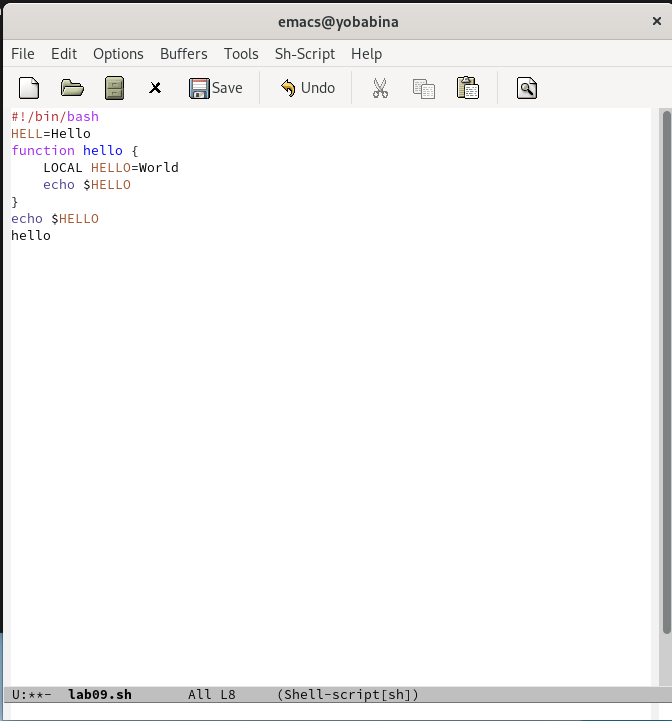 emacs@yobabina ×
File Edit Options Buffers Tools Sh-Script Help
Save Undo
#!/bin/bash
HELL=Hello
function hello {
    LOCAL HELLO=World
    echo $HELLO
}
echo $HELLO
hello
U:**-  lab09.sh       All L8     (Shell-script[sh])